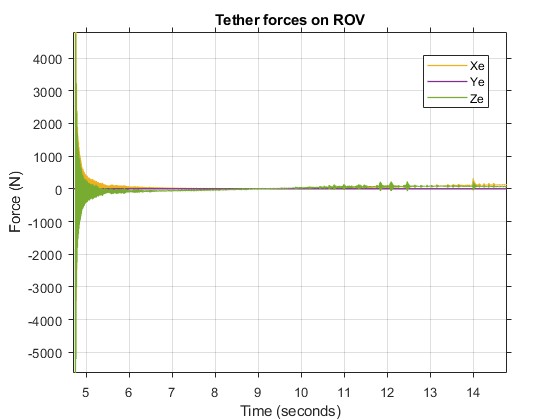 Tether forces on ROV
Force (N)
4000
3000
2000
1000
0
-1000
-2000
-3000
-4000
-5000
Xe
Ye
Ze
5 6 7 8 9 10 11 12 13 14
Time (seconds)